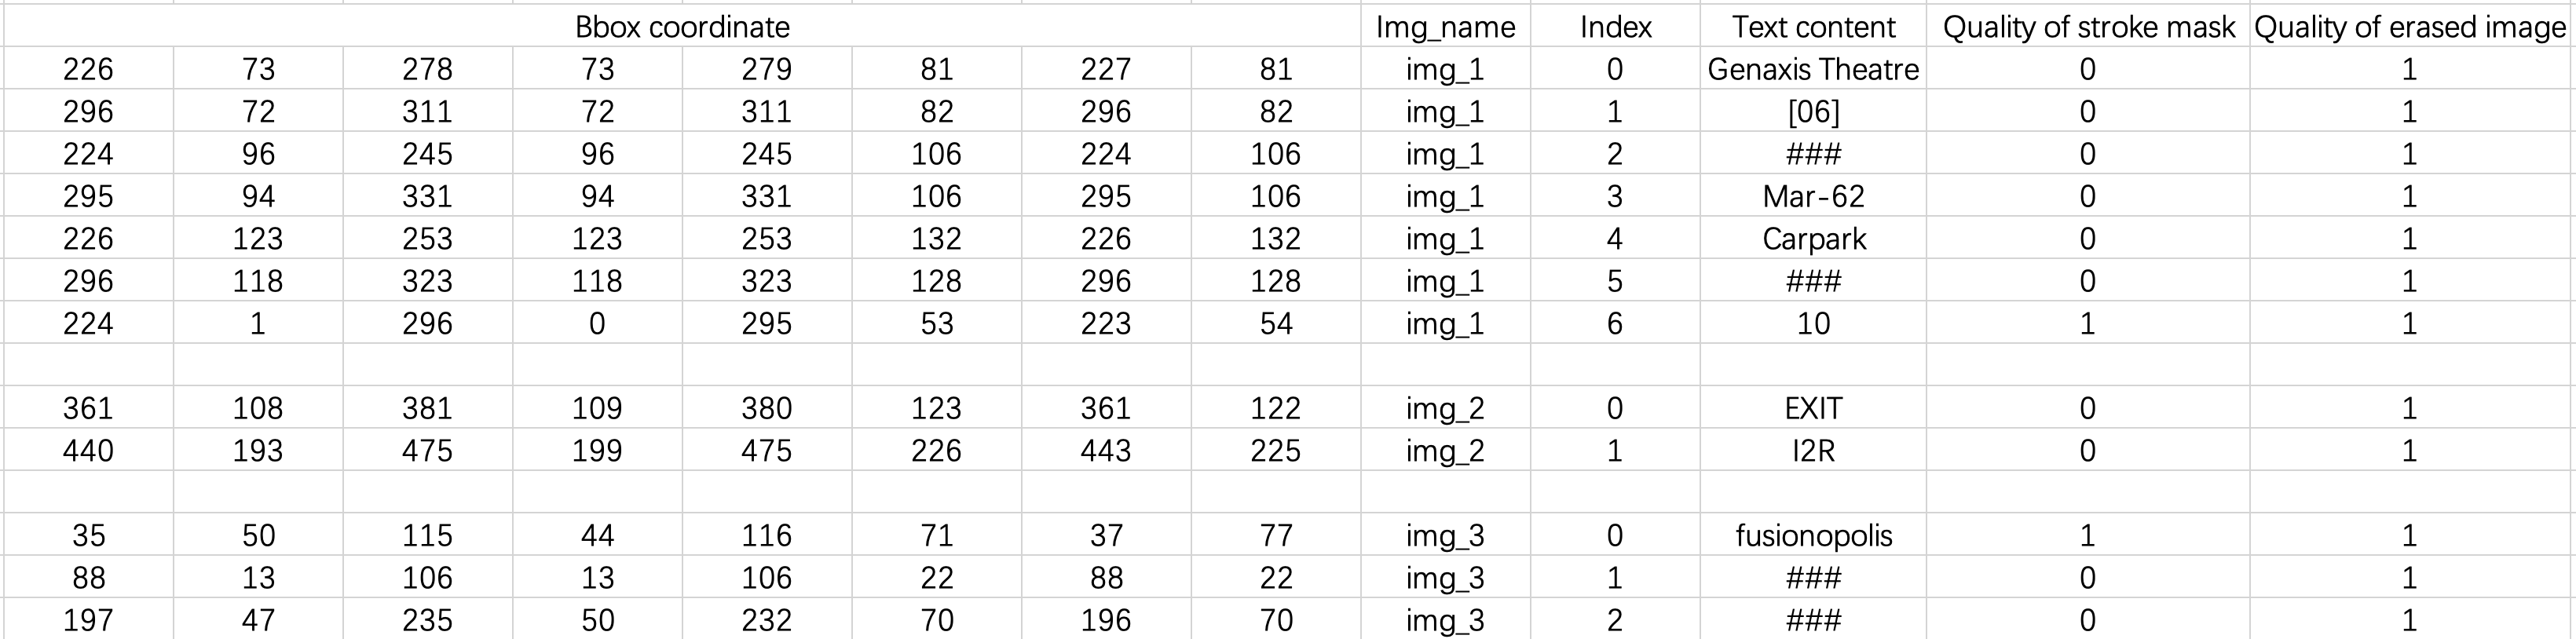 Bbox coordinate Img_name Index Text content Quality of stroke mask Quality of erased image
226 73 278 73 279 81 227 81 img_1 0 Genaxis Theatre 0 1
296 72 311 72 311 82 296 82 img_1 1 [06] 0 1
224 96 245 96 245 106 224 106 img_1 2 ### 0 1
295 94 331 94 331 106 295 106 img_1 3 Mar-62 0 1
226 123 253 123 253 132 226 132 img_1 4 Carpark 0 1
296 118 323 118 323 128 296 128 img_1 5 ### 0 1
224 1 296 0 295 53 223 54 img_1 6 10 1 1
361 108 381 109 380 123 361 122 img_2 0 EXIT 0 1
440 193 475 199 475 226 443 225 img_2 1 I2R 0 1
35 50 115 44 116 71 37 77 img_3 0 fusionopolis 1 1
88 13 106 13 106 22 88 22 img_3 1 ### 0 1
197 47 235 50 232 70 196 70 img_3 2 ### 0 1